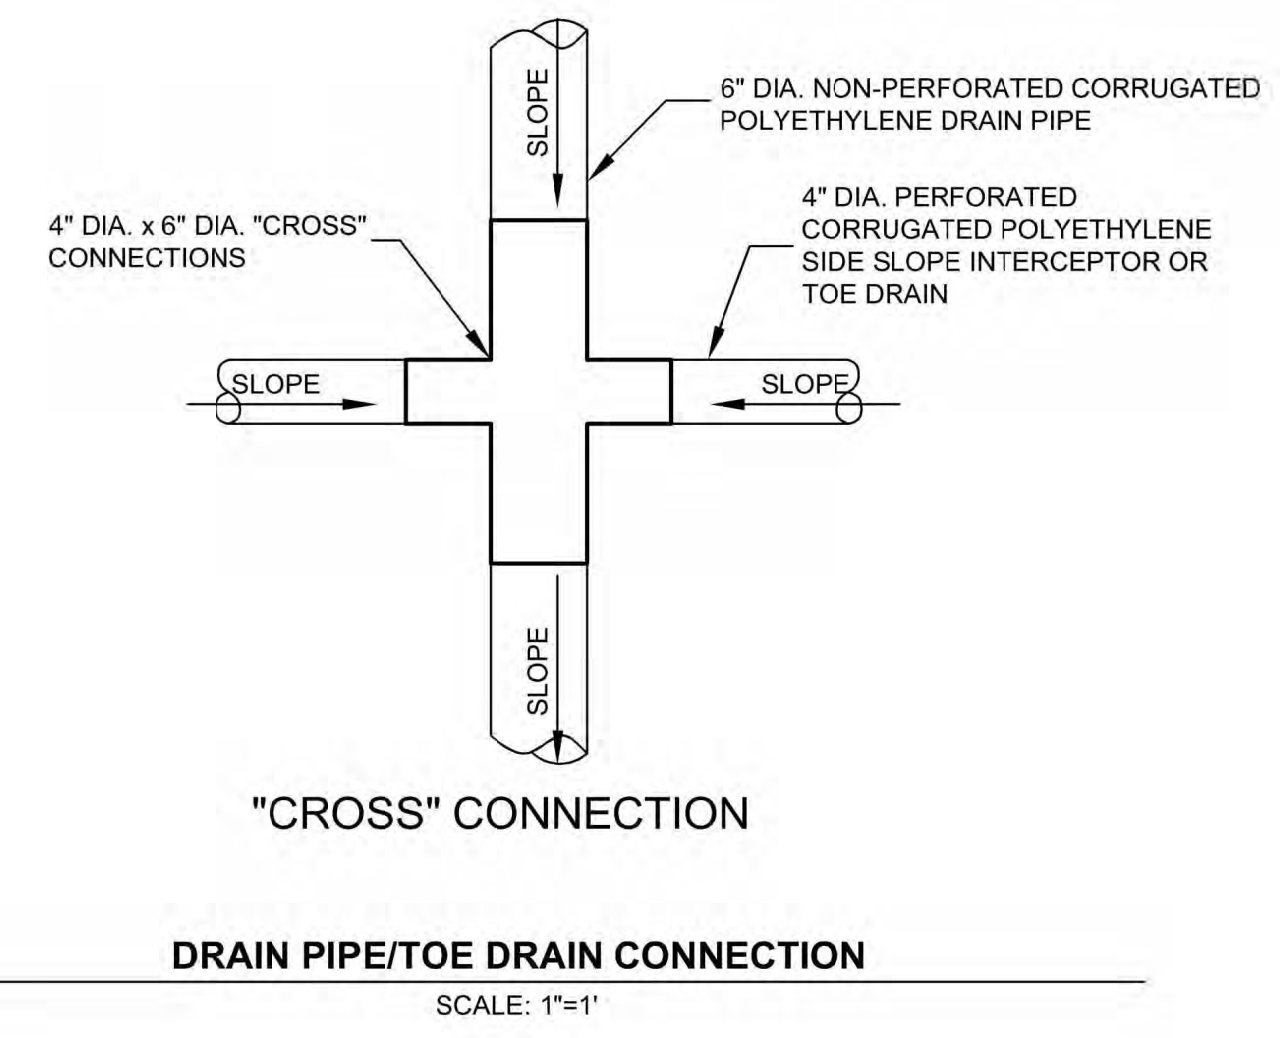 SLOPE
6" DIA. NON-PERFORATED CORRUGATED
POLYETHYLENE DRAIN PIPE
4" DIA. PERFORATED
CORRUGATED POLYETHYLENE
SIDE SLOPE INTERCEPTOR OR
TOE DRAIN
4" DIA. x 6" DIA. "CROSS"
CONNECTIONS
SLOPE
SLOPE
SLOPE
"CROSS" CONNECTION
DRAIN PIPE/TOE DRAIN CONNECTION
SCALE: 1"=1'